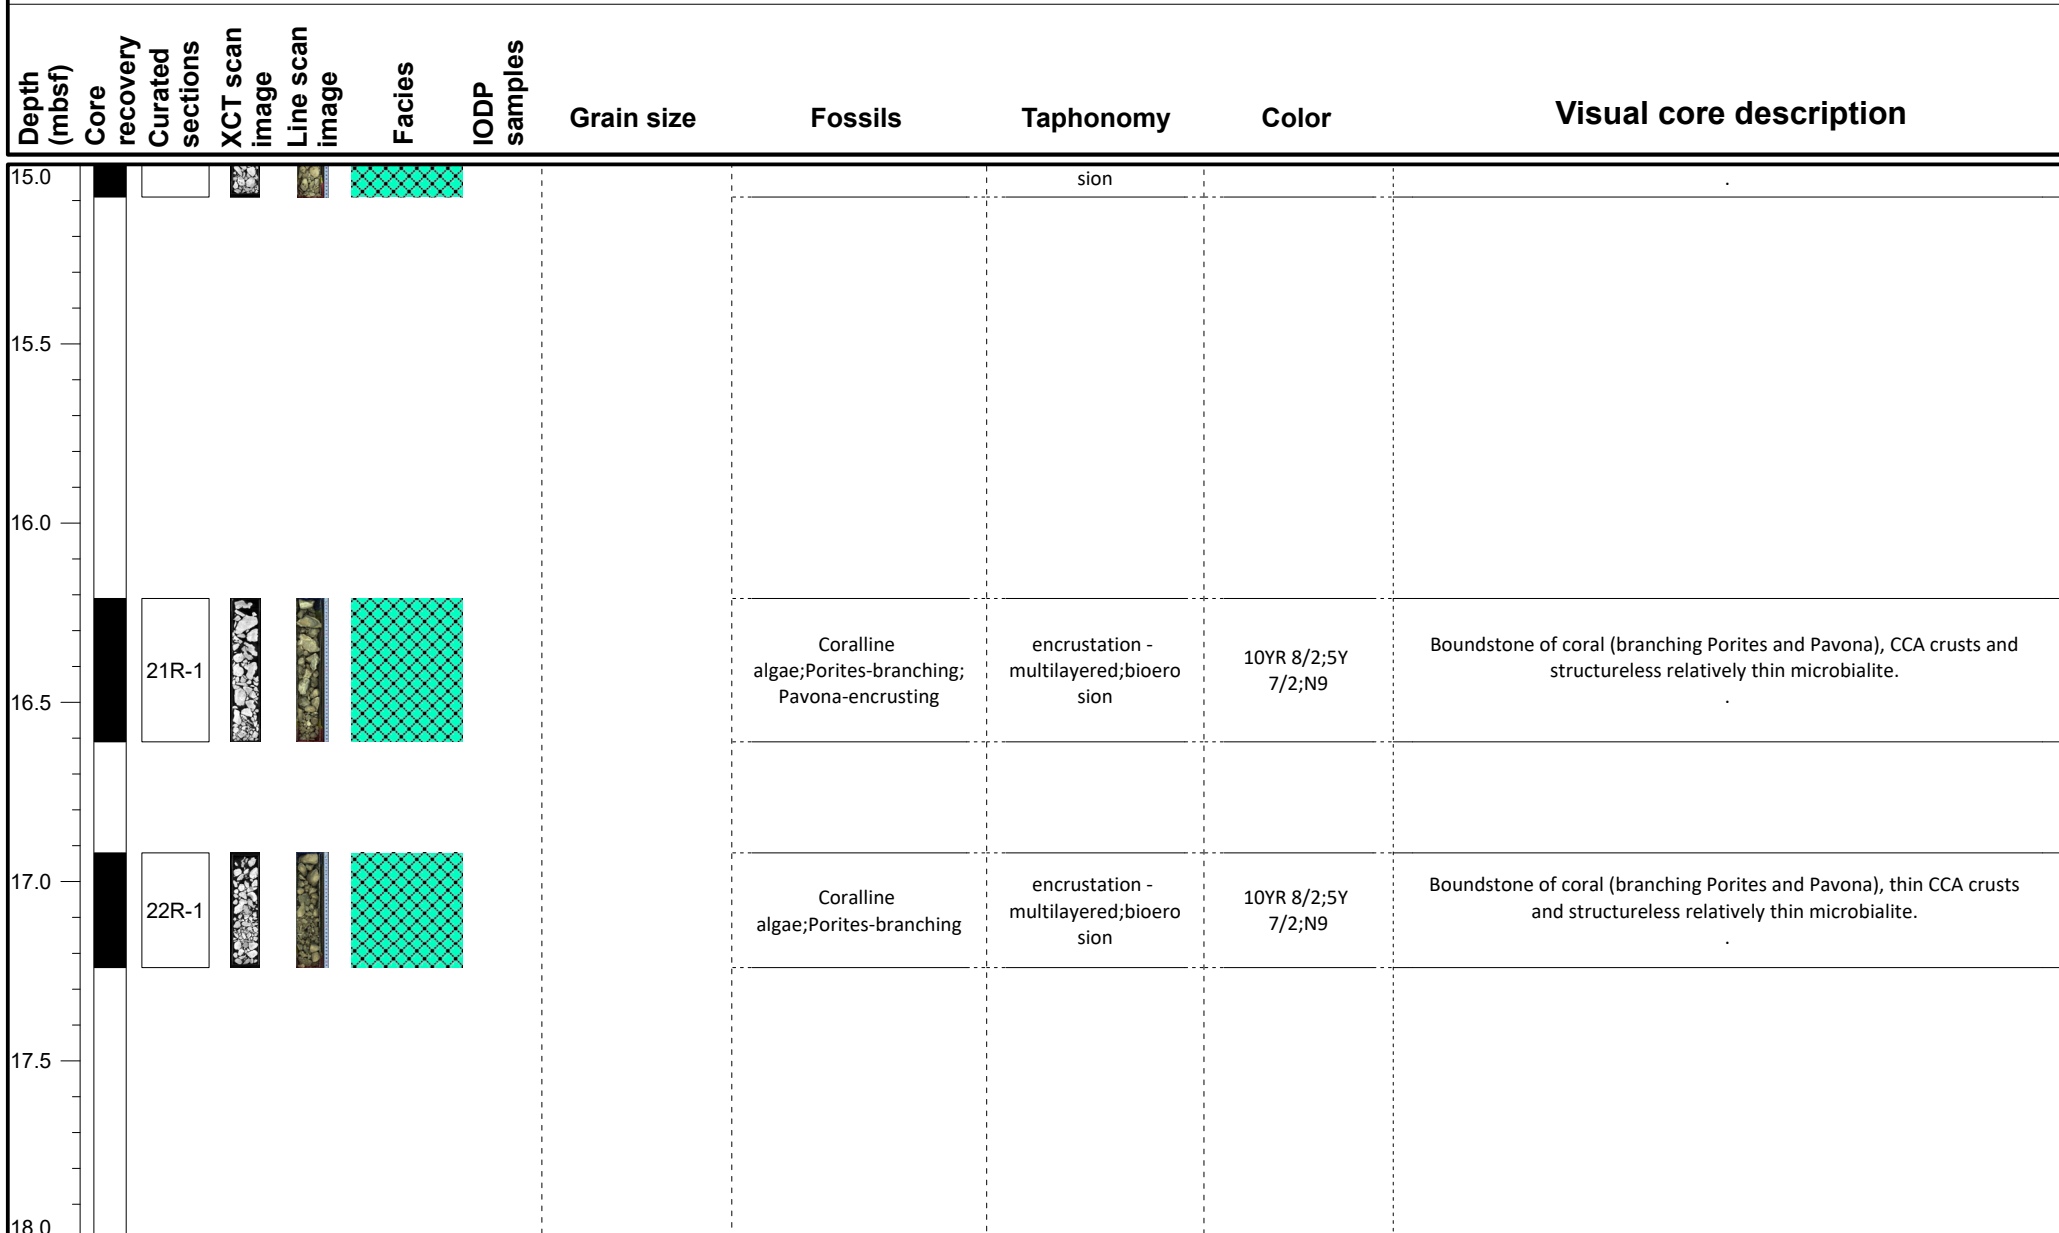 Depth
(mbsf)
Core
recovery
Curated
sections
XCT scan
image
Line scan
image
Facies
IODP
samples
Grain size
Fossils
Taphonomy
Color
Visual core description
15.0
sion
.
15.5
16.0
21R-1
Coralline
algae;Porites-branching;
Pavona-encrusting
encrustation -
multilayered;bioero
sion
10YR 8/2;5Y
7/2;N9
Boundstone of coral (branching Porites and Pavona), CCA crusts and
structureless relatively thin microbialite.
.
16.5
17.0
22R-1
Coralline
algae;Porites-branching
encrustation -
multilayered;bioero
sion
10YR 8/2;5Y
7/2;N9
Boundstone of coral (branching Porites and Pavona), thin CCA crusts
and structureless relatively thin microbialite.
.
17.5
18.0